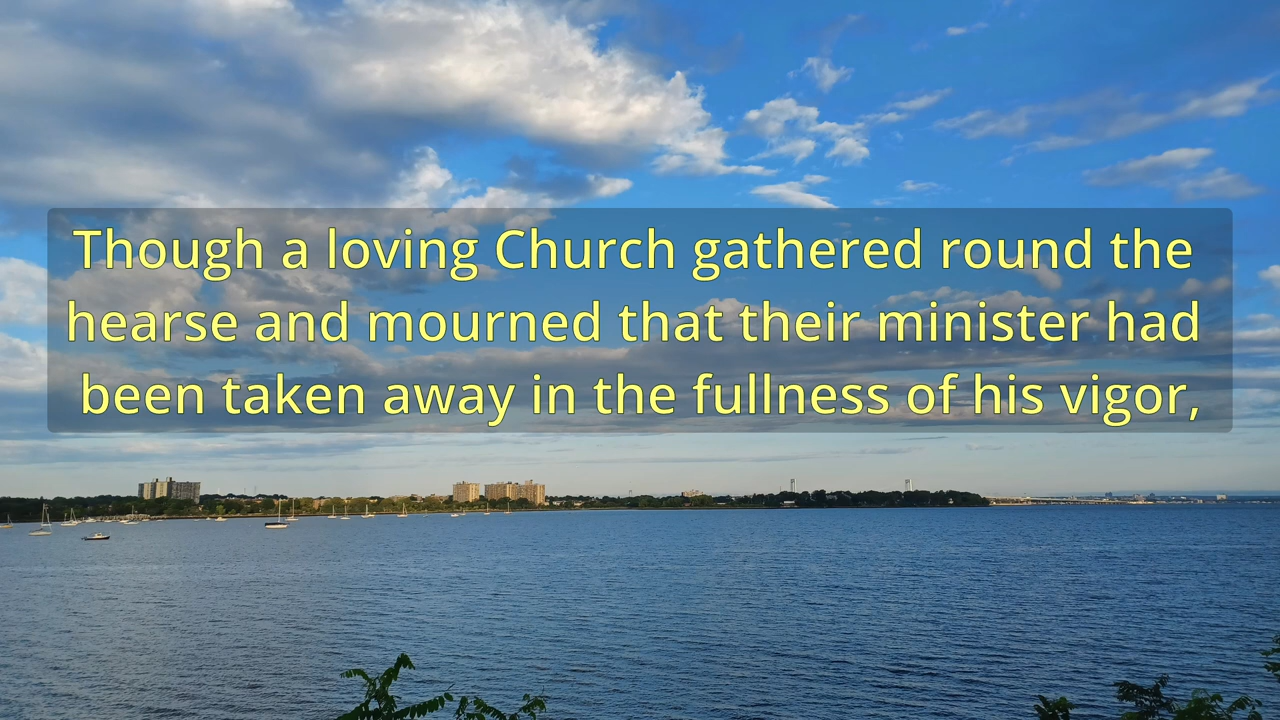 Though a loving Church gathered round the
hearse and mourned that their minister had
been taken away in the fullness of his vigor,